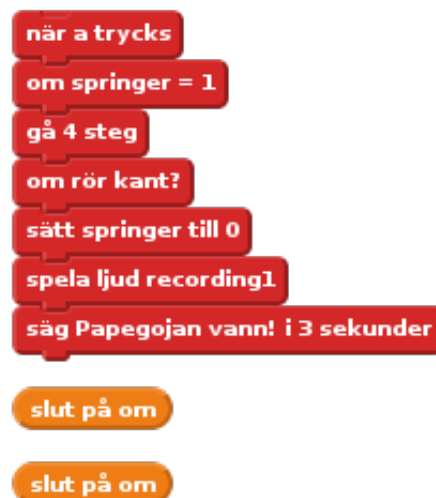 när a trycks
om springer = 1
gå 4 steg
om rör kant?
sätt springer till 0
spela ljud recording1
säg Papegojan vann! i 3 sekunder
slut på om
slut på om